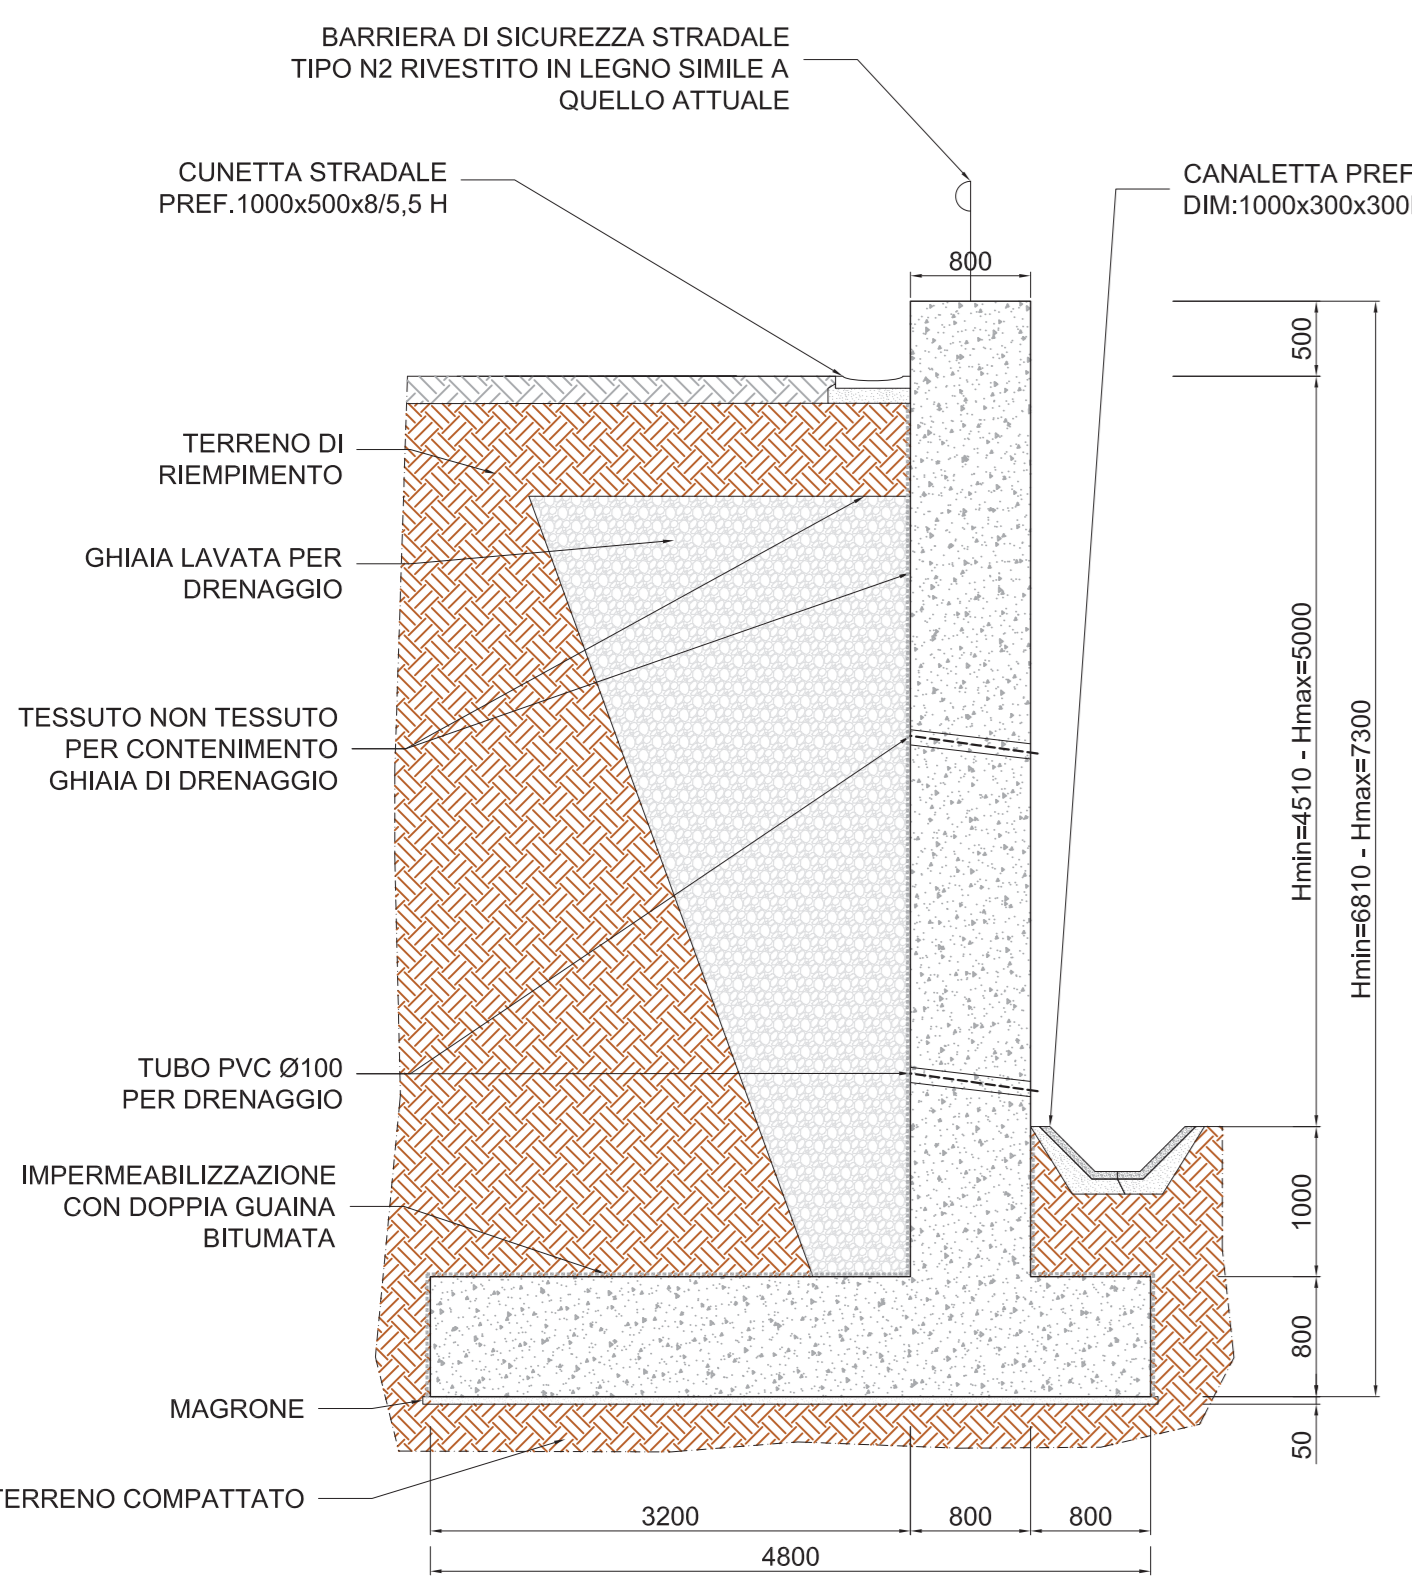 BARRIERA DI SICUREZZA STRADALE
TIPO N2 RIVESTITO IN LEGNO SIMILE A
QUELLO ATTUALE
CUNETTA STRADALE
PREF.1000x500x8/5,5 H
CANALETTA PREF
DIM:1000x300x300
800
500
TERRENO DI
RIEMPIMENTO
GHIAIA LAVATA PER
DRENAGGIO
TESSUTO NON TESSUTO
PER CONTENIMENTO
GHIAIA DI DRENAGGIO
Hmin=4510 - Hmax=5000
Hmin=6810 - Hmax=7300
TUBO PVC Ø100
PER DRENAGGIO
IMPERMEABILIZZAZIONE
CON DOPPIA GUAINA
BITUMATA
1000
800
MAGRONE
50
TERRENO COMPATTATO
3200
800
800
4800